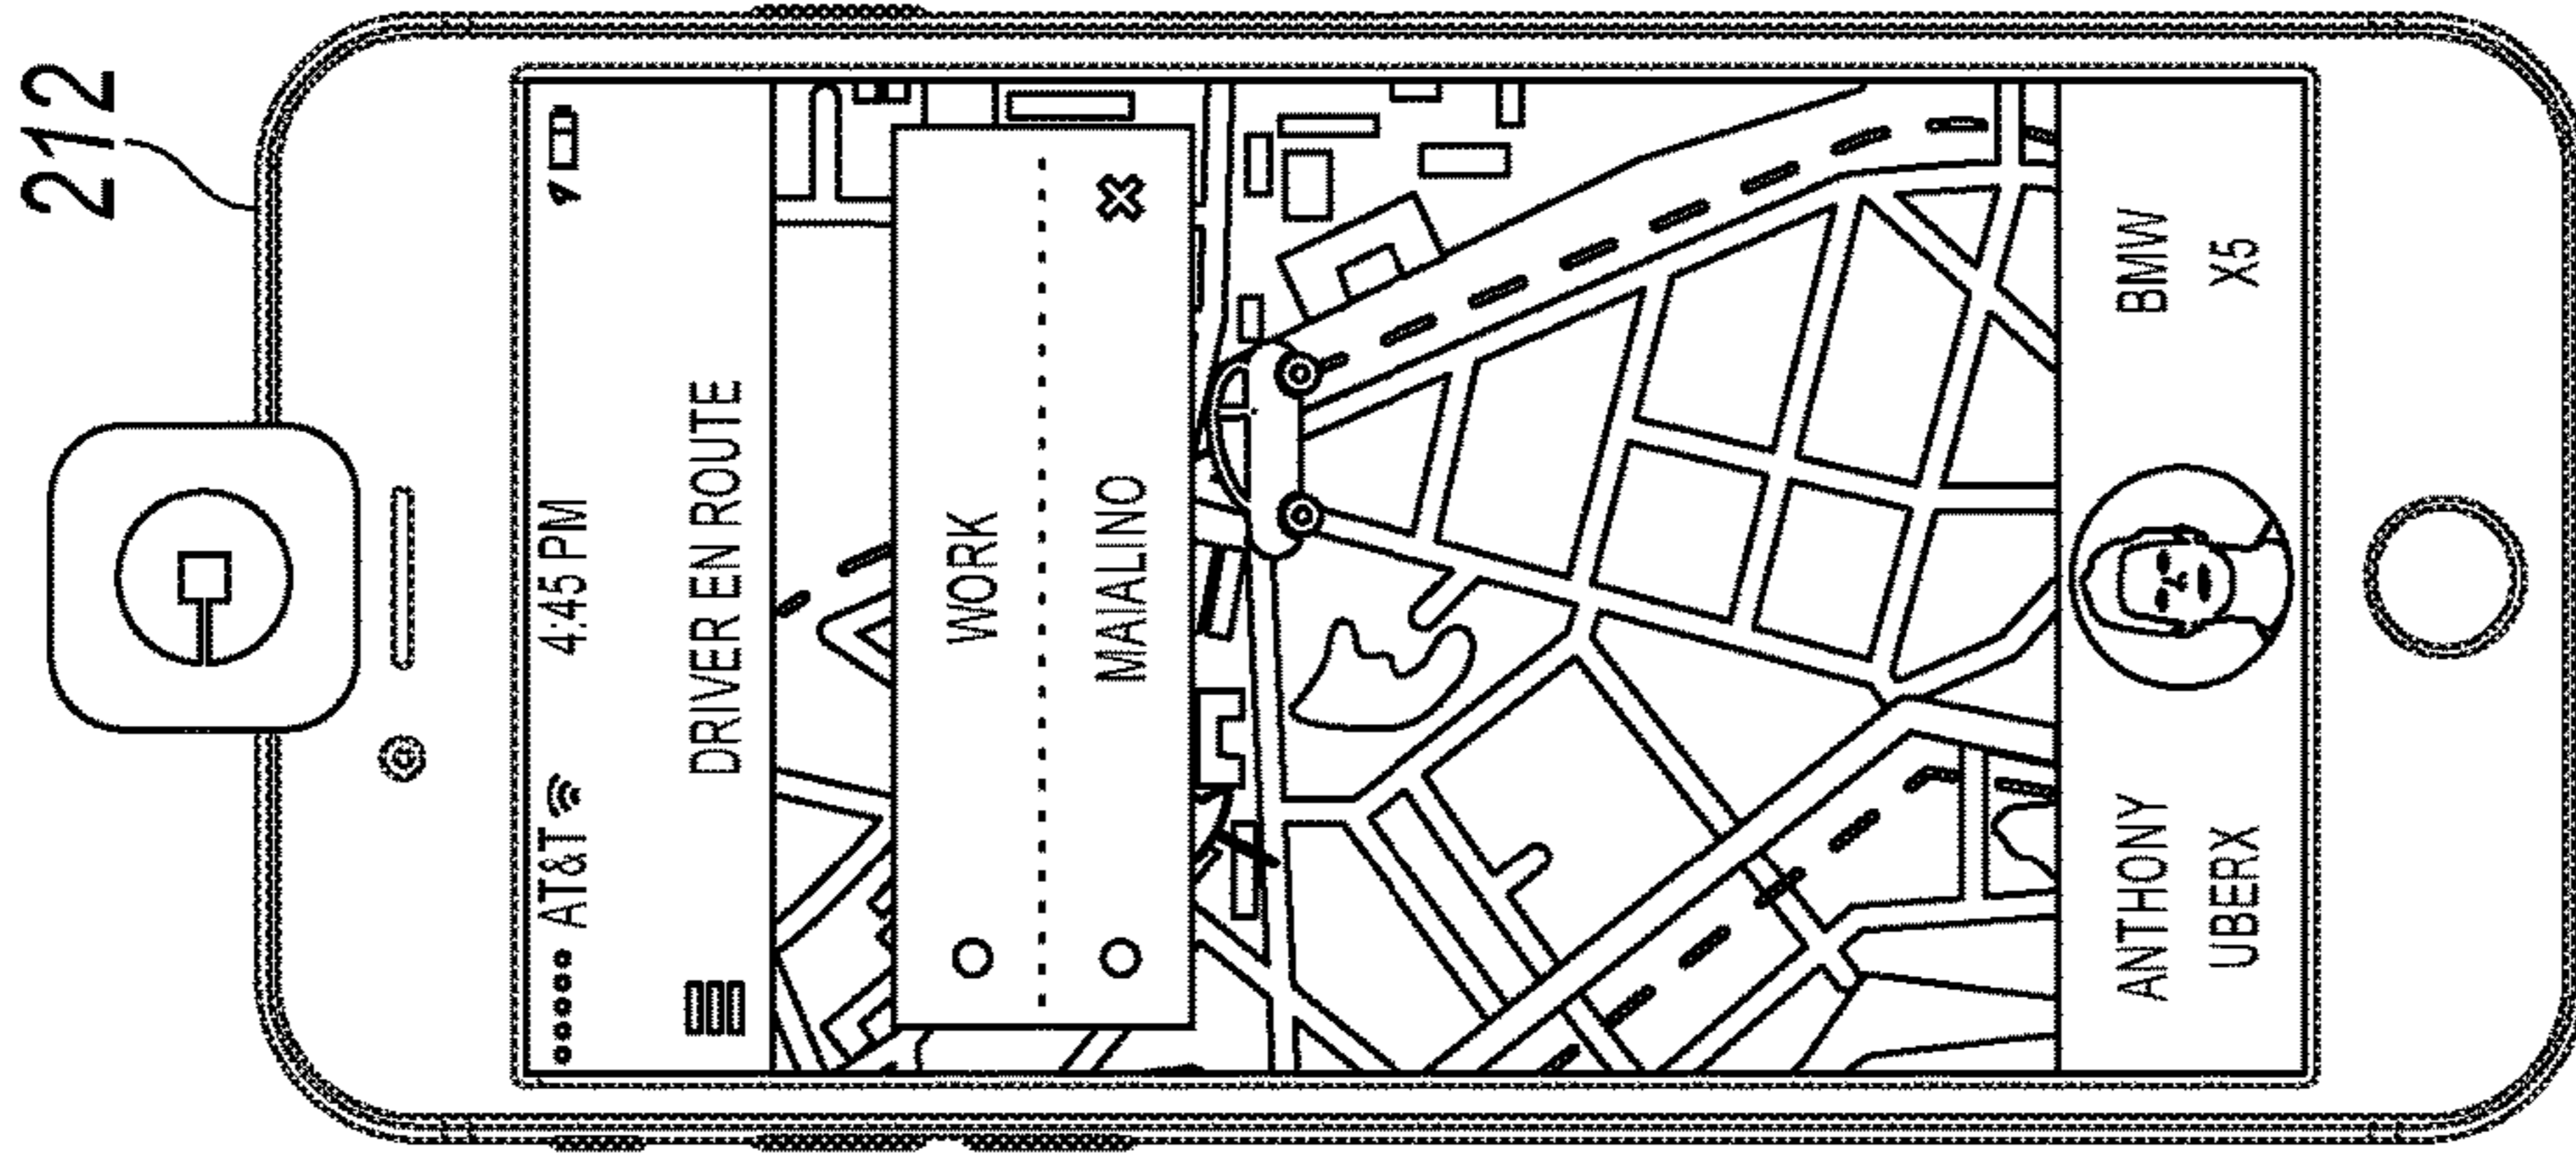 212
AT&T 4:45 PM
DRIVER EN ROUTE
WORK
MAIALINO
ANTHONY BMW
UBERX X5